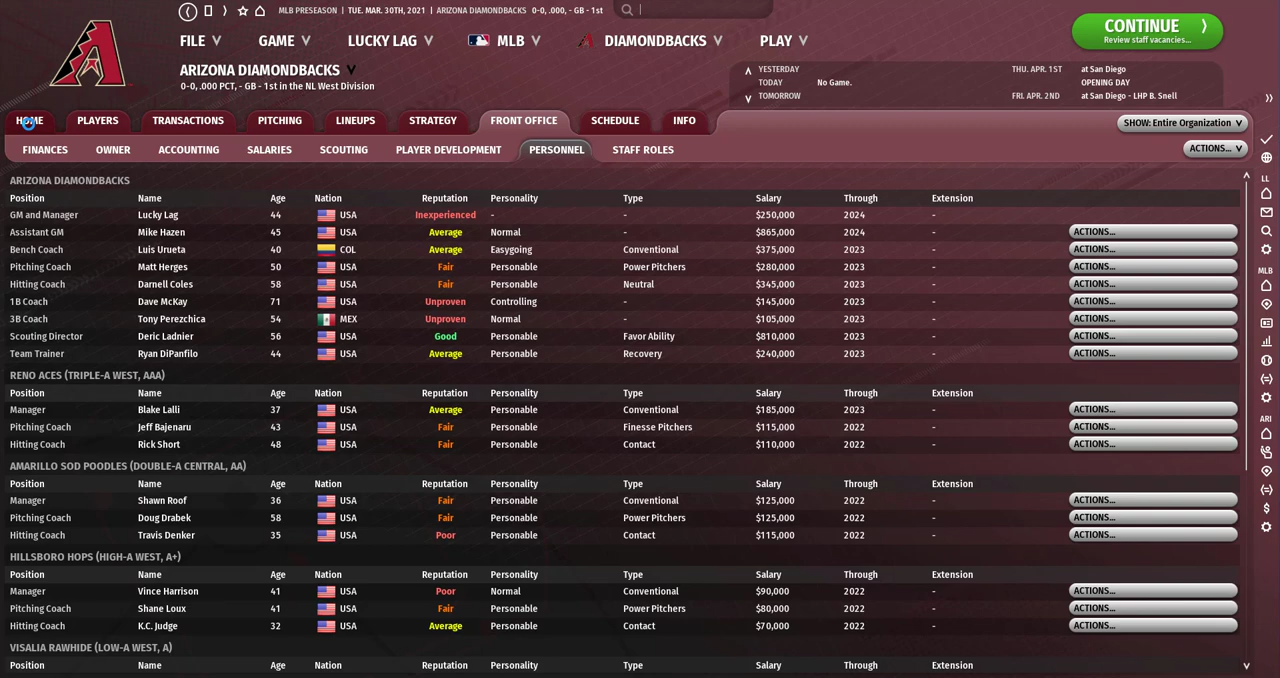 MLB PRESEASON | TUE. MAR. 30TH, 2021 | ARIZONA DIAMONDBACKS 0-0, .000, - GB - 1st
CONTINUE
Review staff vacancies...
FILE GAME LUCKY LAG MLB DIAMONDBACKS PLAY
ARIZONA DIAMONDBACKS
0-0, .000 PCT, - GB - 1st in the NL West Division
YESTERDAY THU. APR. 1ST at San Diego
TODAY No Game. OPENING DAY
TOMORROW FRI. APR. 2ND at San Diego - LHP B. Snell
HOME PLAYERS TRANSACTIONS PITCHING LINEUPS STRATEGY FRONT OFFICE SCHEDULE INFO SHOW: Entire Organization
FINANCES OWNER ACCOUNTING SALARIES SCOUTING PLAYER DEVELOPMENT PERSONNEL STAFF ROLES ACTIONS...
ARIZONA DIAMONDBACKS
Position Name Age Nation Reputation Personality Type Salary Through Extension
GM and Manager Lucky Lag 44 USA Inexperienced - - $250,000 2024 -
Assistant GM Mike Hazen 45 USA Average Normal - $865,000 2024 - ACTIONS...
Bench Coach Luis Urueta 40 COL Average Easygoing Conventional $375,000 2023 - ACTIONS...
Pitching Coach Matt Herges 50 USA Fair Personable Power Pitchers $280,000 2023 - ACTIONS...
Hitting Coach Darnell Coles 58 USA Fair Personable Neutral $345,000 2023 - ACTIONS...
1B Coach Dave McKay 71 USA Unproven Controlling - $145,000 2023 - ACTIONS...
3B Coach Tony Perezchica 54 MEX Unproven Normal - $105,000 2023 - ACTIONS...
Scouting Director Deric Ladnier 56 USA Good Personable Favor Ability $810,000 2023 - ACTIONS...
Team Trainer Ryan DiPanfilo 44 USA Average Personable Recovery $240,000 2023 - ACTIONS...
RENO ACES (TRIPLE-A WEST, AAA)
Position Name Age Nation Reputation Personality Type Salary Through Extension
Manager Blake Lalli 37 USA Average Personable Conventional $185,000 2023 - ACTIONS...
Pitching Coach Jeff Bajenaru 43 USA Fair Personable Finesse Pitchers $115,000 2022 - ACTIONS...
Hitting Coach Rick Short 48 USA Fair Personable Contact $110,000 2022 - ACTIONS...
AMARILLO SOD POODLES (DOUBLE-A CENTRAL, AA)
Position Name Age Nation Reputation Personality Type Salary Through Extension
Manager Shawn Roof 36 USA Fair Personable Conventional $125,000 2022 - ACTIONS...
Pitching Coach Doug Drabek 58 USA Fair Personable Power Pitchers $125,000 2022 - ACTIONS...
Hitting Coach Travis Denker 35 USA Poor Personable Contact $115,000 2022 - ACTIONS...
HILLSBORO HOPS (HIGH-A WEST, A+)
Position Name Age Nation Reputation Personality Type Salary Through Extension
Manager Vince Harrison 41 USA Poor Normal Conventional $90,000 2022 - ACTIONS...
Pitching Coach Shane Loux 41 USA Fair Personable Power Pitchers $80,000 2022 - ACTIONS...
Hitting Coach K.C. Judge 32 USA Average Personable Contact $70,000 2022 - ACTIONS...
VISALIA RAWHIDE (LOW-A WEST, A)
Position Name Age Nation Reputation Personality Type Salary Through Extension
LL
MLB
ARI